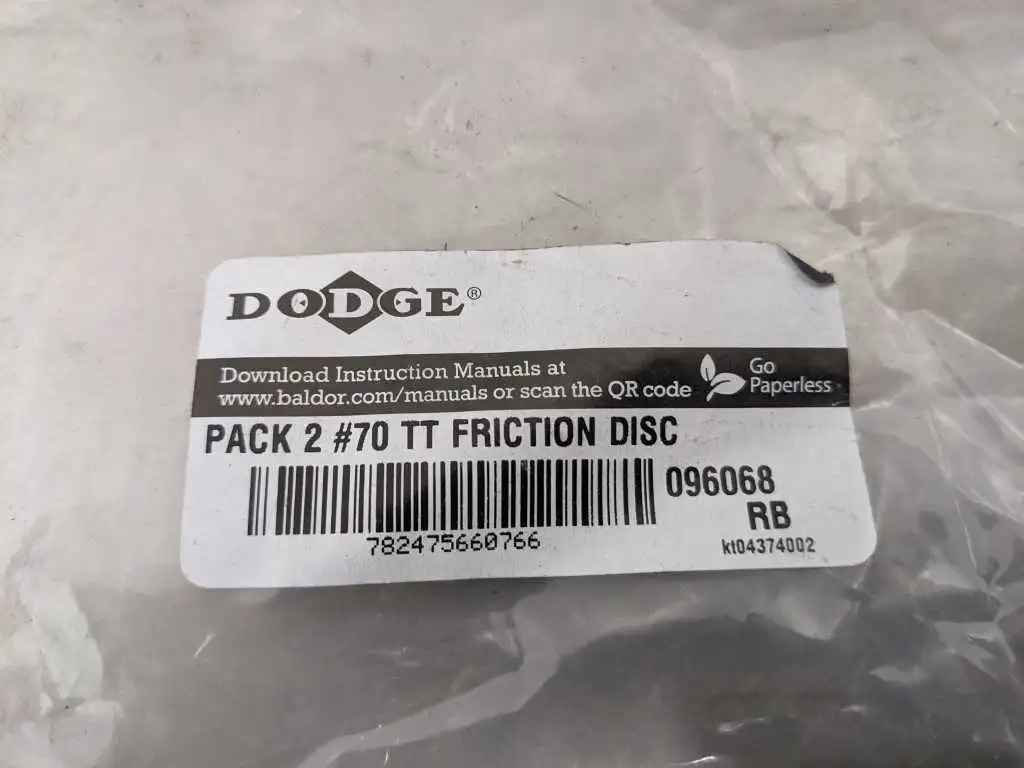 DODGE®
Download Instruction Manuals at
www.baldor.com/manuals or scan the QR code
Go
Paperless
PACK 2 #70 TT FRICTION DISC
096068
RB
782475660766
kt04374002